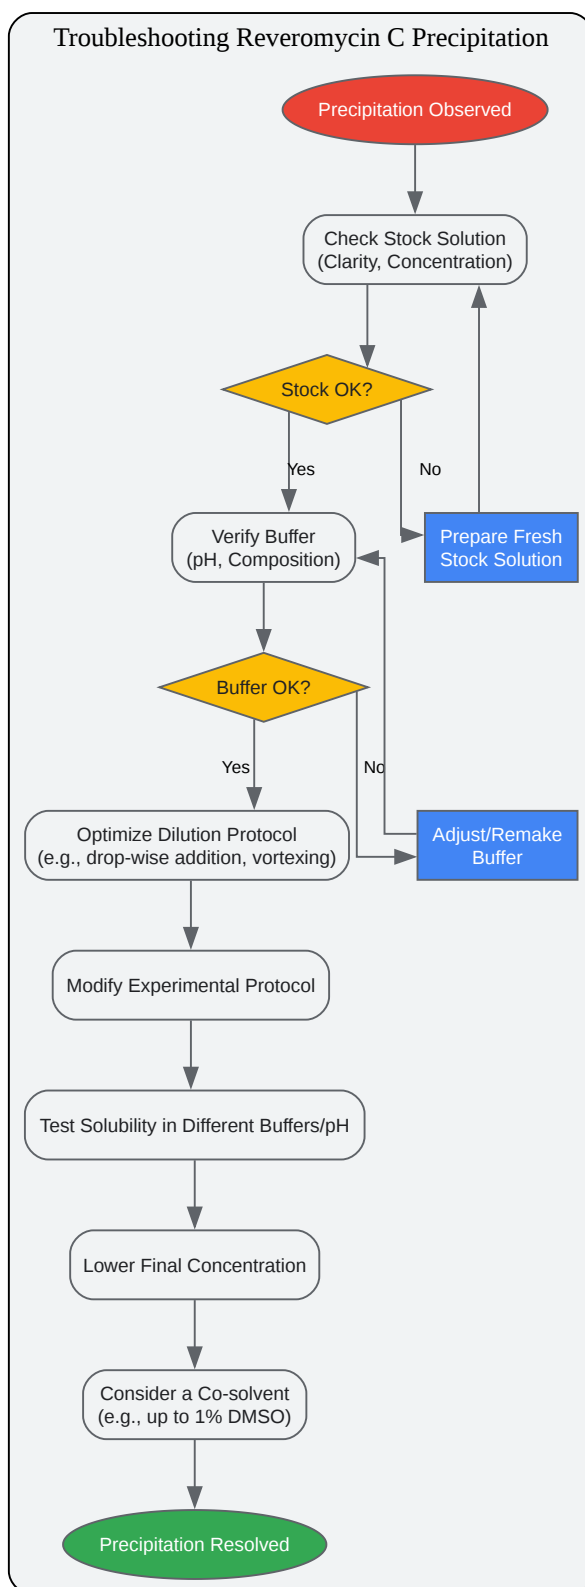 Troubleshooting Reveromycin C Precipitation
Precipitation Observed
Check Stock Solution
(Clarity, Concentration)
Stock OK?
Yes
No
Verify Buffer
(pH, Composition)
Prepare Fresh
Stock Solution
Buffer OK?
Yes
No
Optimize Dilution Protocol
(e.g., drop-wise addition, vortexing)
Adjust/Remake
Buffer
Modify Experimental Protocol
Test Solubility in Different Buffers/pH
Lower Final Concentration
Consider a Co-solvent
(e.g., up to 1% DMSO)
Precipitation Resolved